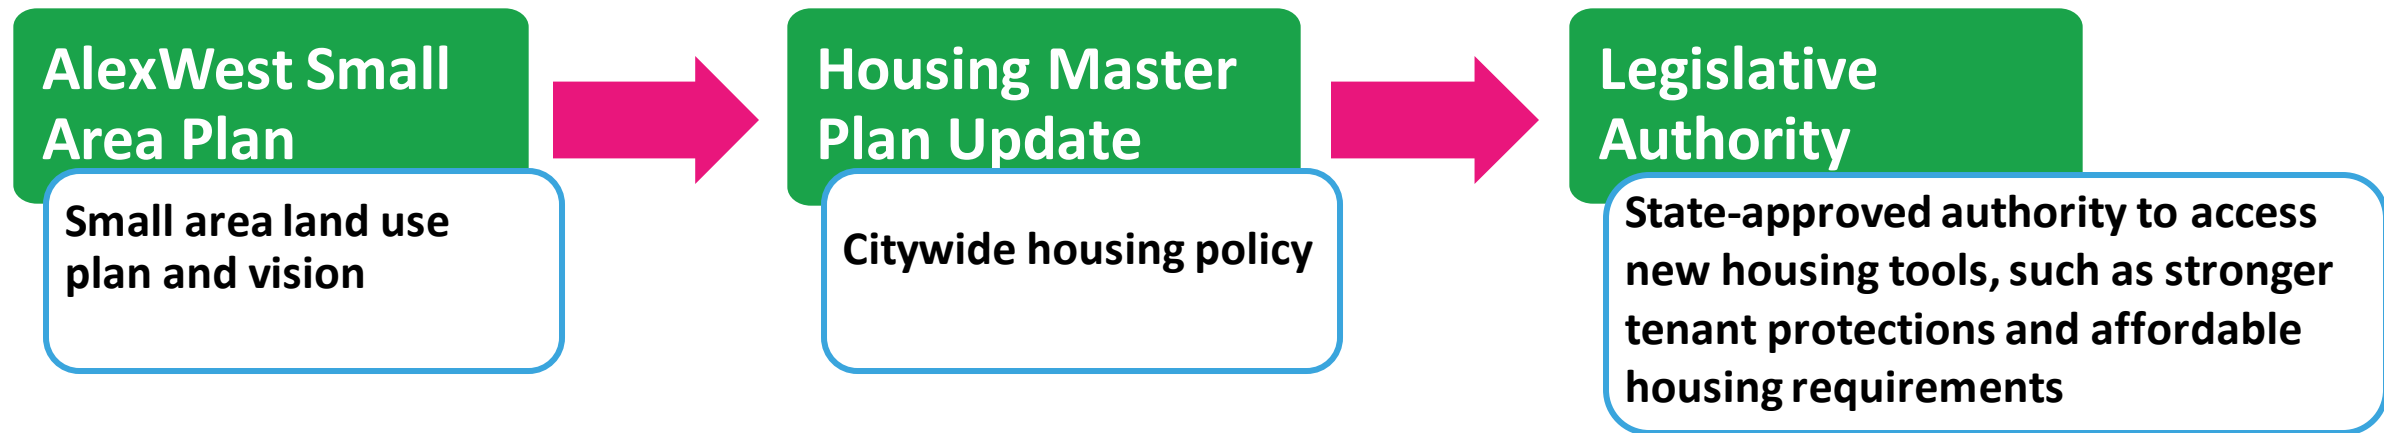 AlexWest Small
Area Plan
Small area land use
plan and vision
Housing Master
Plan Update
Citywide housing policy
Legislative
Authority
State-approved authority to access
new housing tools, such as stronger
tenant protections and affordable
housing requirements